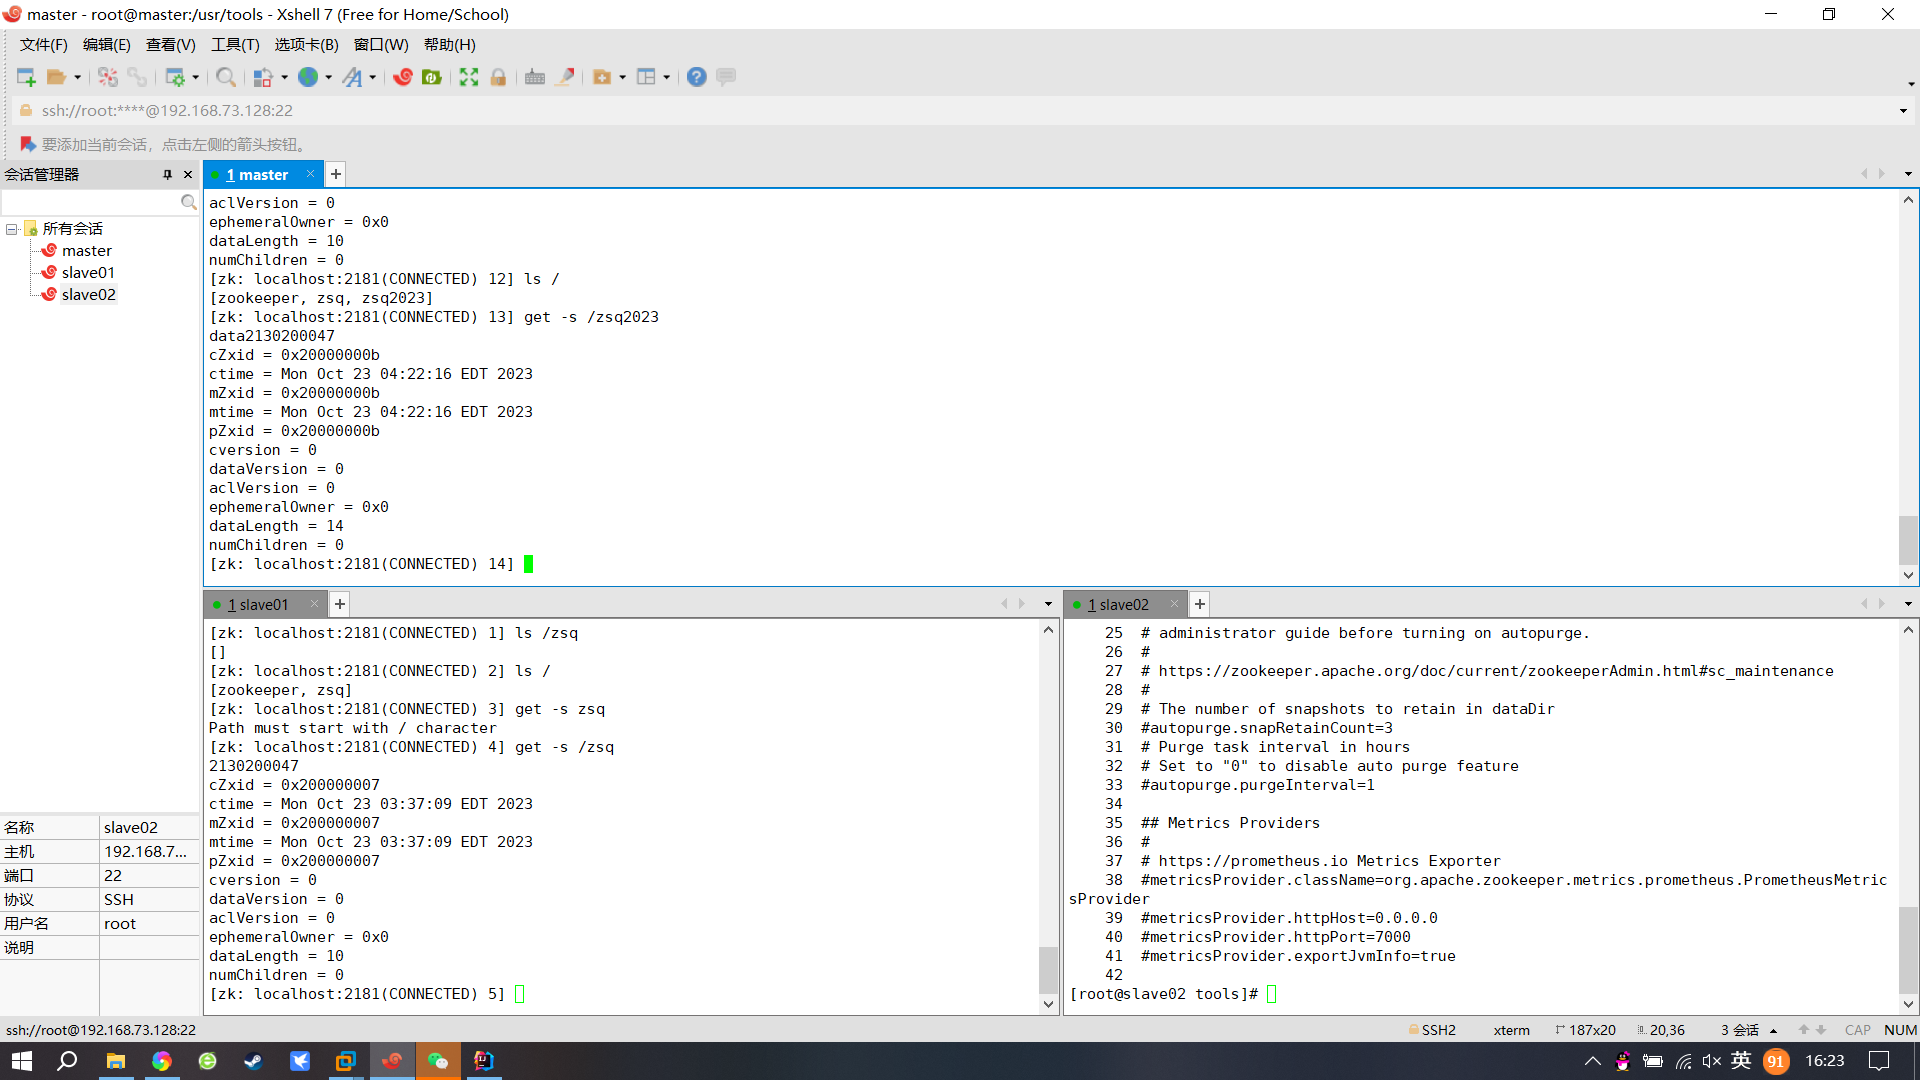 master - root@master:/usr/tools - Xshell 7 (Free for Home/School)
文件(F) 编辑(E) 查看(V) 工具(T) 选项卡(B) 窗口(W) 帮助(H)
ssh://root:****@192.168.73.128:22
要添加当前会话，点击左侧的箭头按钮。
会话管理器
所有会话
master
slave01
slave02
名称 slave02
主机 192.168.7...
端口 22
协议 SSH
用户名 root
说明
1 master
aclVersion = 0
ephemeralOwner = 0x0
dataLength = 10
numChildren = 0
[zk: localhost:2181(CONNECTED) 12] ls /
[zookeeper, zsq, zsq2023]
[zk: localhost:2181(CONNECTED) 13] get -s /zsq2023
data2130200047
cZxid = 0x20000000b
ctime = Mon Oct 23 04:22:16 EDT 2023
mZxid = 0x20000000b
mtime = Mon Oct 23 04:22:16 EDT 2023
pZxid = 0x20000000b
cversion = 0
dataVersion = 0
aclVersion = 0
ephemeralOwner = 0x0
dataLength = 14
numChildren = 0
[zk: localhost:2181(CONNECTED) 14]
1 slave01
[zk: localhost:2181(CONNECTED) 1] ls /zsq
[]
[zk: localhost:2181(CONNECTED) 2] ls /
[zookeeper, zsq]
[zk: localhost:2181(CONNECTED) 3] get -s zsq
Path must start with / character
[zk: localhost:2181(CONNECTED) 4] get -s /zsq
2130200047
cZxid = 0x200000007
ctime = Mon Oct 23 03:37:09 EDT 2023
mZxid = 0x200000007
mtime = Mon Oct 23 03:37:09 EDT 2023
pZxid = 0x200000007
cversion = 0
dataVersion = 0
aclVersion = 0
ephemeralOwner = 0x0
dataLength = 10
numChildren = 0
[zk: localhost:2181(CONNECTED) 5]
1 slave02
25 # administrator guide before turning on autopurge.
26 #
27 # https://zookeeper.apache.org/doc/current/zookeeperAdmin.html#sc_maintenance
28 #
29 # The number of snapshots to retain in dataDir
30 #autopurge.snapRetainCount=3
31 # Purge task interval in hours
32 # Set to "0" to disable auto purge feature
33 #autopurge.purgeInterval=1
34
35 ## Metrics Providers
36 #
37 # https://prometheus.io Metrics Exporter
38 #metricsProvider.className=org.apache.zookeeper.metrics.prometheus.PrometheusMetric
sProvider
39 #metricsProvider.httpHost=0.0.0.0
40 #metricsProvider.httpPort=7000
41 #metricsProvider.exportJvmInfo=true
42
[root@slave02 tools]#
ssh://root@192.168.73.128:22 SSH2 xterm 187x20 20,36 3 会话 CAP NUM
英 91 16:23